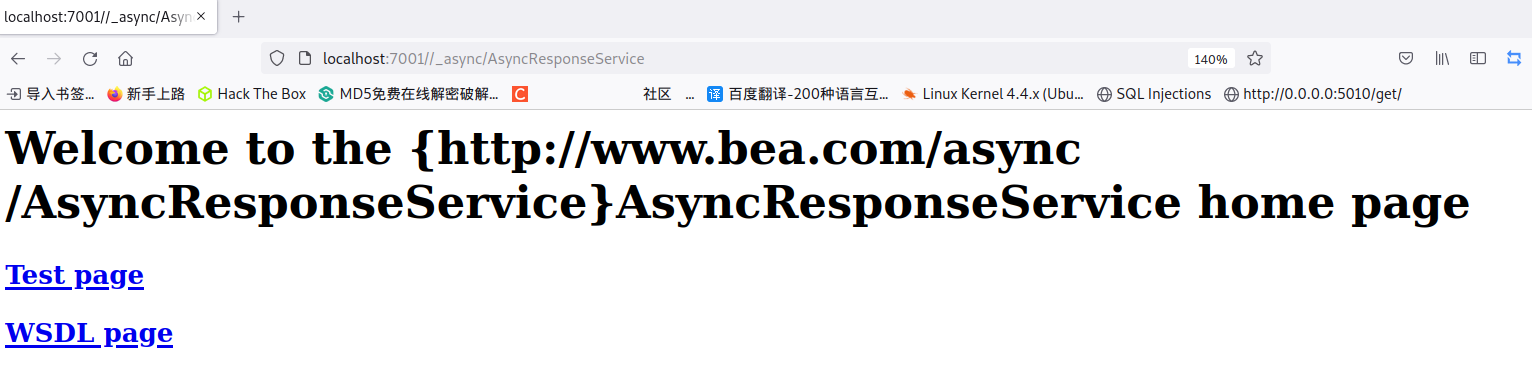 localhost:7001//_async/Asyn
localhost:7001//_async/AsyncResponseService 140%
导入书签... 新手上路 Hack The Box MD5免费在线解密破解... C 社区 ... 译 百度翻译-200种语言互... Linux Kernel 4.4.x (Ubu... SQL Injections http://0.0.0.0:5010/get/
Welcome to the {http://www.bea.com/async
/AsyncResponseService}AsyncResponseService home page
Test page
WSDL page